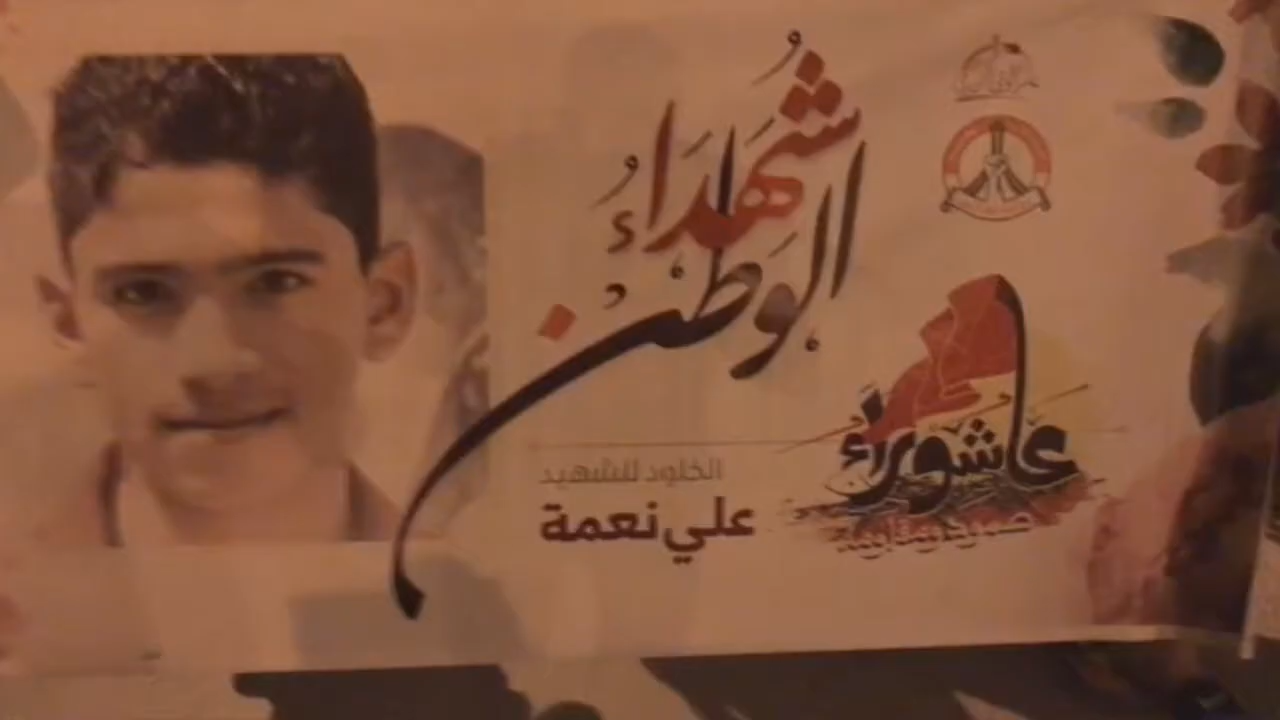 شهداء
الوطن
الخلود للشهيد
علي نعمة
عاشوراء